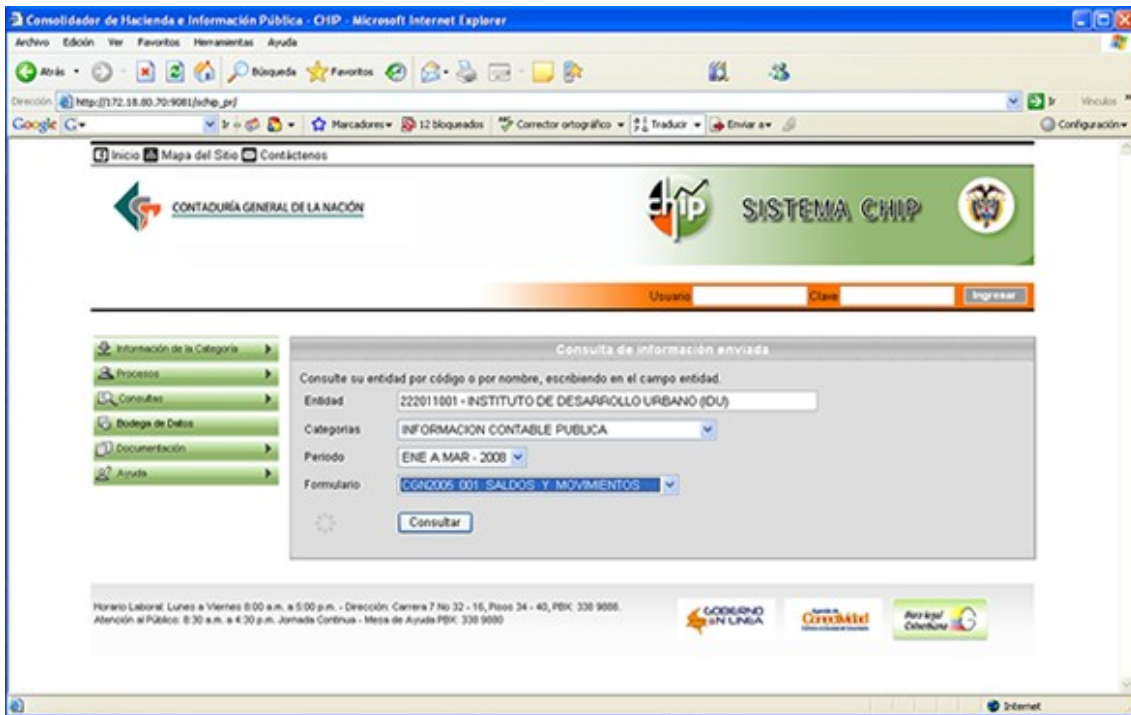 Consolidador de Hacienda e Información Pública - CHIP - Microsoft Internet Explorer
Archivo Edición Ver Favoritos Herramientas Ayuda
Atrás Búsqueda Favoritos
Dirección http://172.18.80.70:9081/schip_prj/ Ir Vínculos »
Google G Ir Marcadores 12 bloqueados Corrector ortográfico Traducir Enviar a Configuración
Inicio Mapa del Sitio Contáctenos
CONTADURÍA GENERAL DE LA NACIÓN
chip SISTEMA CHIP
Usuario Clave Ingresar
Información de la Categoría
Procesos
Consultas
Bodega de Datos
Documentación
Ayuda
Consulta de información enviada
Consulte su entidad por código o por nombre, escribiendo en el campo entidad.
Entidad 222011001 - INSTITUTO DE DESARROLLO URBANO (IDU)
Categorias INFORMACION CONTABLE PUBLICA
Periodo ENE A MAR - 2008
Formulario CGN2005_001_SALDOS_Y_MOVIMIENTOS
Consultar
Horario Laboral: Lunes a Viernes 8:00 a.m. a 5:00 p.m. - Dirección: Carrera 7 No 32 - 16, Pisos 34 - 40, PBX: 338 9888.
Atención al Público: 8:30 a.m. a 4:30 p.m. Jornada Continua - Mesa de Ayuda PBX: 338 9880
GOBIERNO EN LINEA
Agenda de Conectividad
Internet